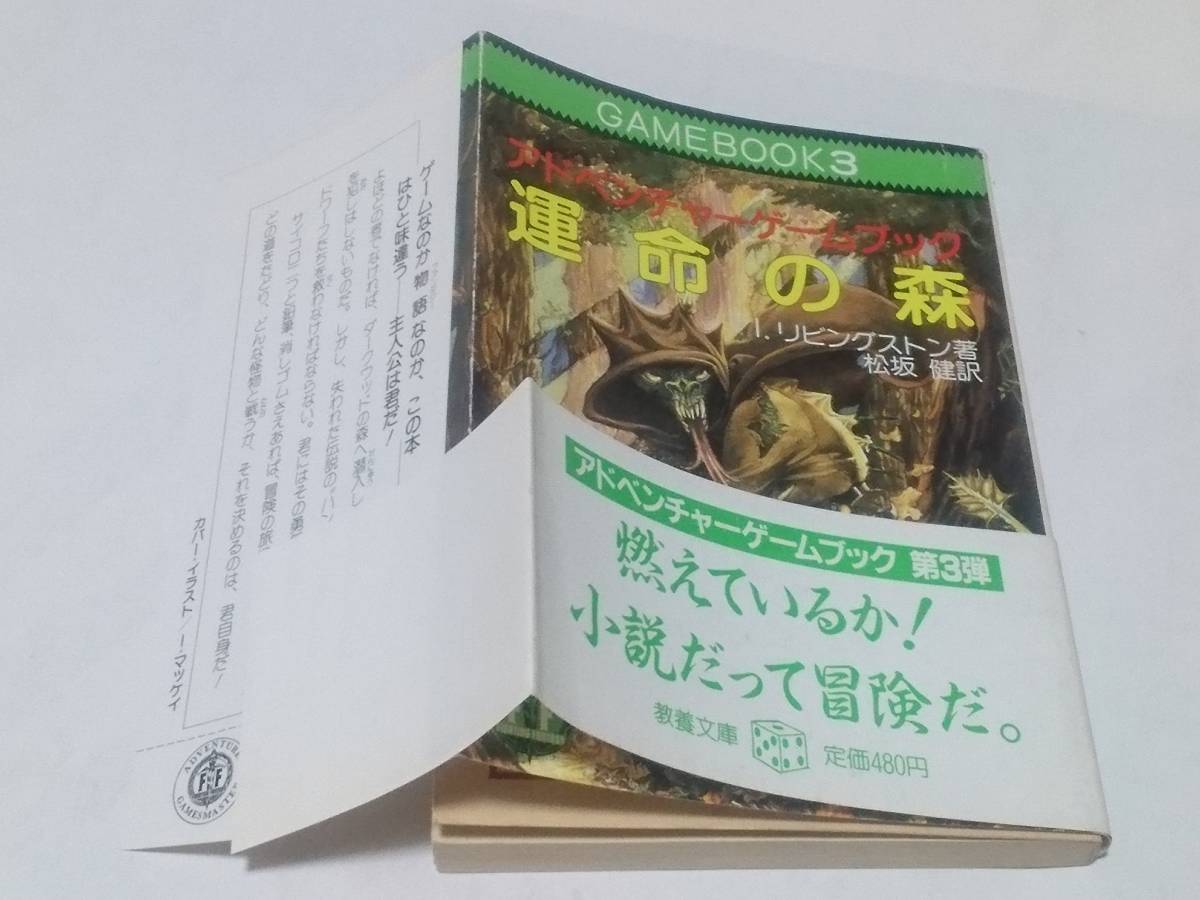 GAMEBOOK3
アドベンチャーゲームブック
運命の森
I.リビングストン著
松坂 健訳
アドベンチャーゲームブック 第3弾
燃えているか!
小説だって冒険だ。
教養文庫
定価480円
ゲームなのか物語なのか、この本
はひと味違う――主人公は君だ!
よほどの者でなければ、ダークウッドの森へ潜入し
しはしないものだ。しかし、失われた伝説のハン
ドワーフたちを救わなければならない。君にはその勇
サイコロ二つと鉛筆、消しゴムさえあれば、冒険の旅
どの道をたどり、どんな怪物と戦うか、それを決めるのは、君自身だ!
カバー・イラスト/I・マッケイ
ADVENTURE
FF
GAMESMASTER